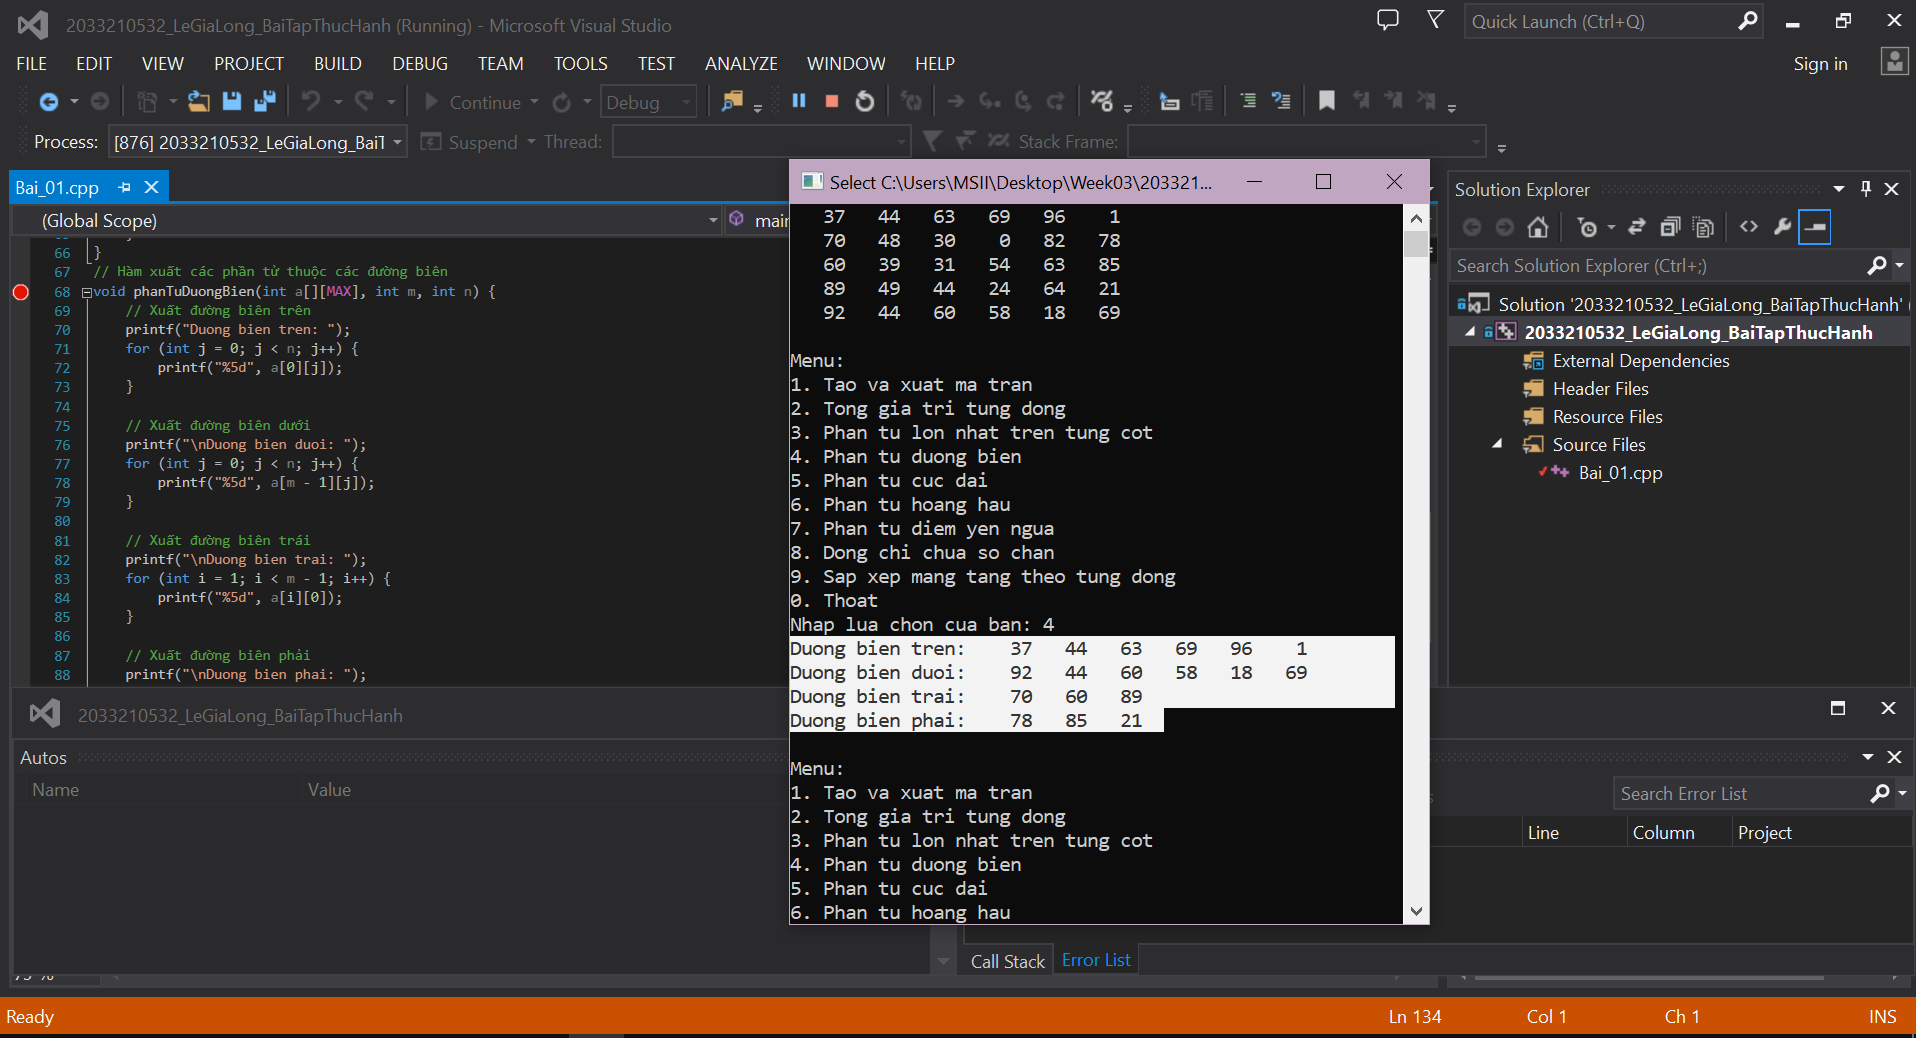 2033210532_LeGiaLong_BaiTapThucHanh (Running) - Microsoft Visual Studio
Quick Launch (Ctrl+Q)
FILE EDIT VIEW PROJECT BUILD DEBUG TEAM TOOLS TEST ANALYZE WINDOW HELP
Sign in
Continue
Debug
Process: [876] 2033210532_LeGiaLong_BaiT
Suspend
Thread:
Stack Frame:
Bai_01.cpp
(Global Scope)
main
66 }
67 // Hàm xuất các phần tử thuộc các đường biên
68 void phanTuDuongBien(int a[][MAX], int m, int n) {
69 // Xuất đường biên trên
70 printf("Duong bien tren: ");
71 for (int j = 0; j < n; j++) {
72 printf("%5d", a[0][j]);
73 }
74
75 // Xuất đường biên dưới
76 printf("\nDuong bien duoi: ");
77 for (int j = 0; j < n; j++) {
78 printf("%5d", a[m - 1][j]);
79 }
80
81 // Xuất đường biên trái
82 printf("\nDuong bien trai: ");
83 for (int i = 1; i < m - 1; i++) {
84 printf("%5d", a[i][0]);
85 }
86
87 // Xuất đường biên phải
88 printf("\nDuong bien phai: ");
Select C:\Users\MSII\Desktop\Week03\203321...
37 44 63 69 96 1
70 48 30 0 82 78
60 39 31 54 63 85
89 49 44 24 64 21
92 44 60 58 18 69
Menu:
1. Tao va xuat ma tran
2. Tong gia tri tung dong
3. Phan tu lon nhat tren tung cot
4. Phan tu duong bien
5. Phan tu cuc dai
6. Phan tu hoang hau
7. Phan tu diem yen ngua
8. Dong chi chua so chan
9. Sap xep mang tang theo tung dong
0. Thoat
Nhap lua chon cua ban: 4
Duong bien tren: 37 44 63 69 96 1
Duong bien duoi: 92 44 60 58 18 69
Duong bien trai: 70 60 89
Duong bien phai: 78 85 21
Menu:
1. Tao va xuat ma tran
2. Tong gia tri tung dong
3. Phan tu lon nhat tren tung cot
4. Phan tu duong bien
5. Phan tu cuc dai
6. Phan tu hoang hau
Solution Explorer
Search Solution Explorer (Ctrl+;)
Solution '2033210532_LeGiaLong_BaiTapThucHanh' (
2033210532_LeGiaLong_BaiTapThucHanh
External Dependencies
Header Files
Resource Files
Source Files
Bai_01.cpp
2033210532_LeGiaLong_BaiTapThucHanh
Autos
Name Value
Search Error List
Line Column Project
Call Stack Error List
Ready
Ln 134 Col 1 Ch 1 INS